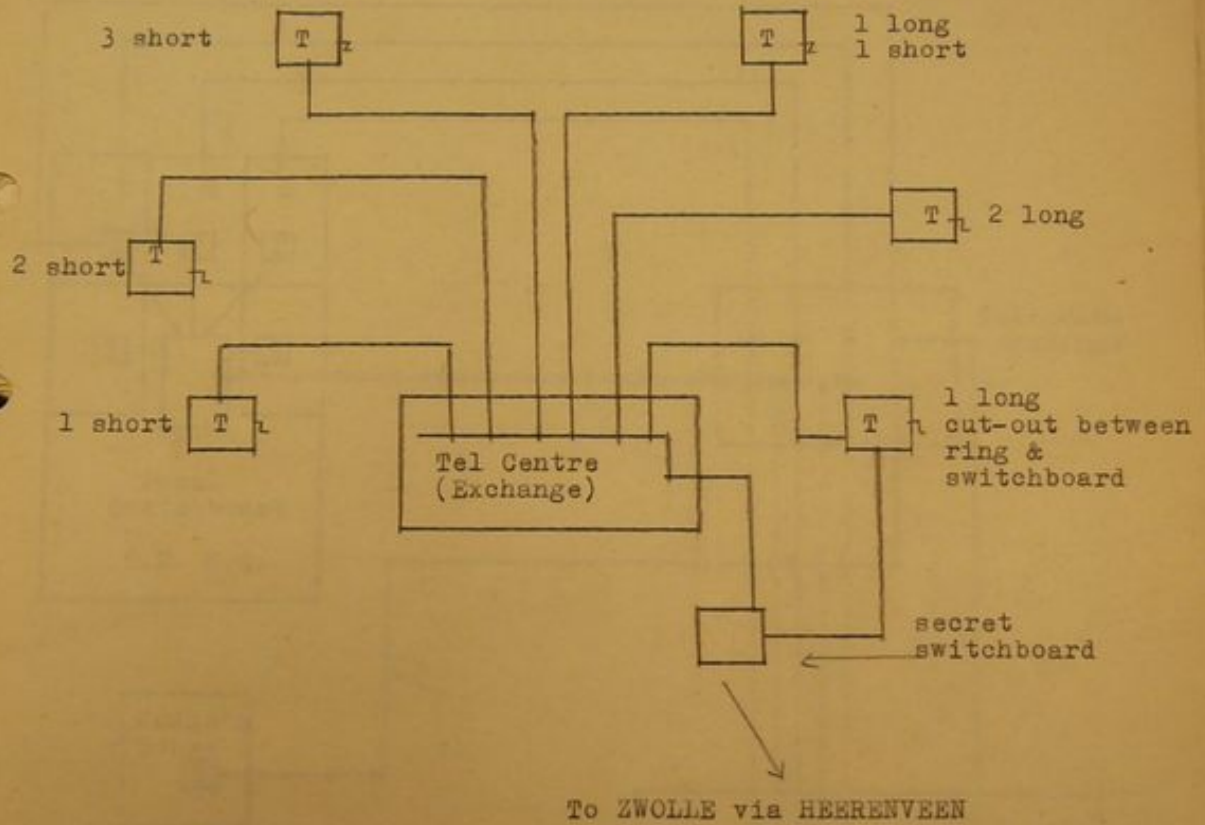 3 short
T
T
1 long
1 short
T
2 long
2 short
T
1 short
T
T
1 long
cut-out between
ring &
switchboard
Tel Centre
(Exchange)
secret
switchboard
To ZWOLLE via HEERENVEEN